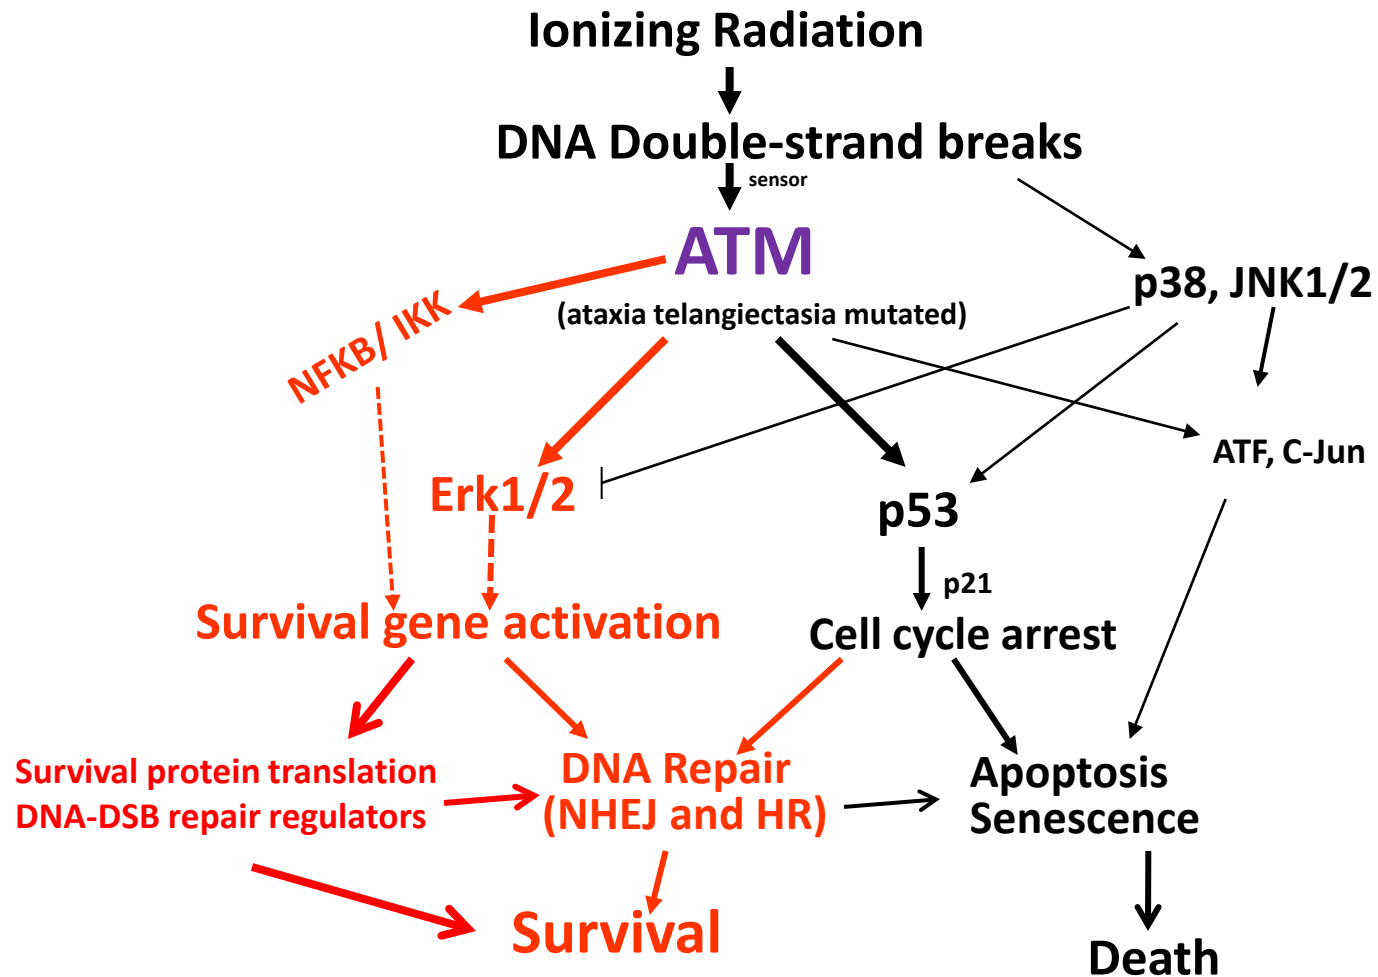 Ionizing Radiation
DNA Double-strand breaks
sensor
ATM
(ataxia telangiectasia mutated)
p38, JNK1/2
NFKB/ IKK
ATF, C-Jun
Erk1/2
p53
p21
Survival gene activation
Cell cycle arrest
Survival protein translation
DNA-DSB repair regulators
DNA Repair
(NHEJ and HR)
Apoptosis
Senescence
Survival
Death